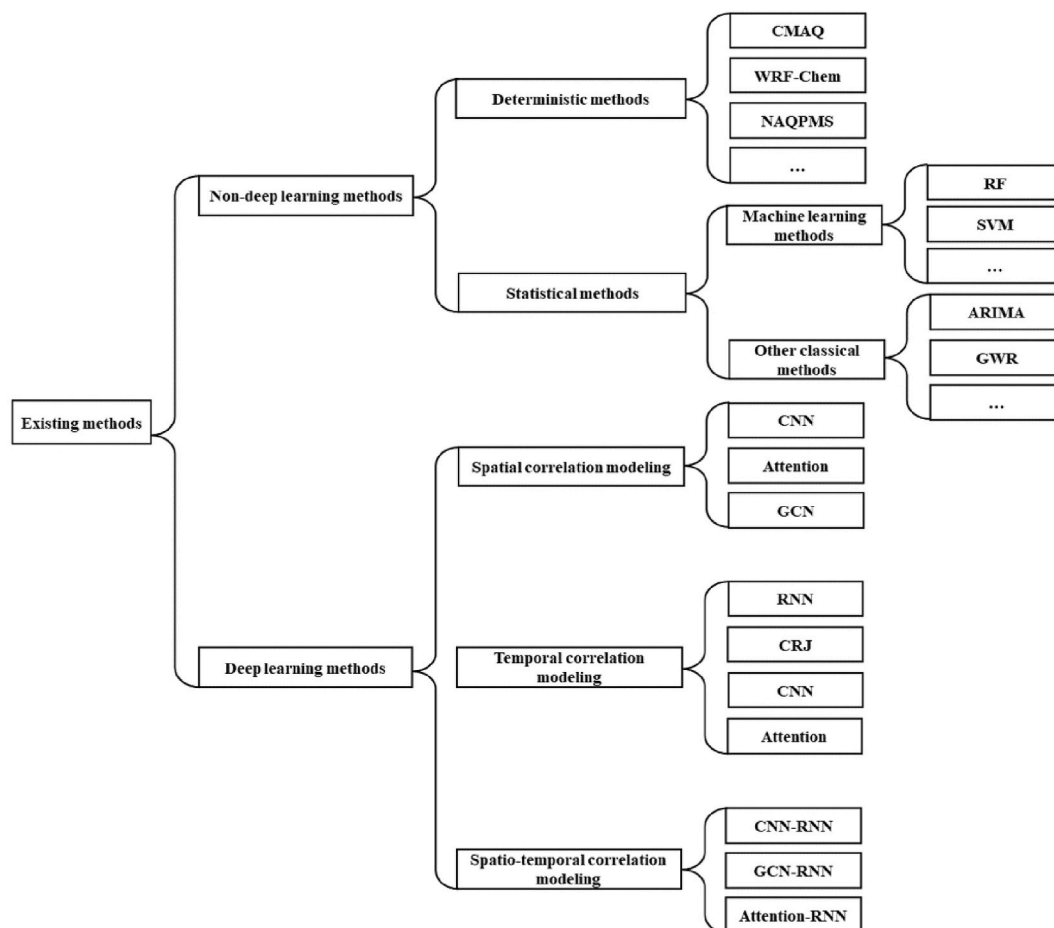 Existing methods
Non-deep learning methods
Deterministic methods
CMAQ
WRF-Chem
NAQPMS
...
Statistical methods
Machine learning
methods
RF
SVM
...
Other classical
methods
ARIMA
GWR
...
Deep learning methods
Spatial correlation modeling
CNN
Attention
GCN
Temporal correlation
modeling
RNN
CRJ
CNN
Attention
Spatio-temporal correlation
modeling
CNN-RNN
GCN-RNN
Attention-RNN